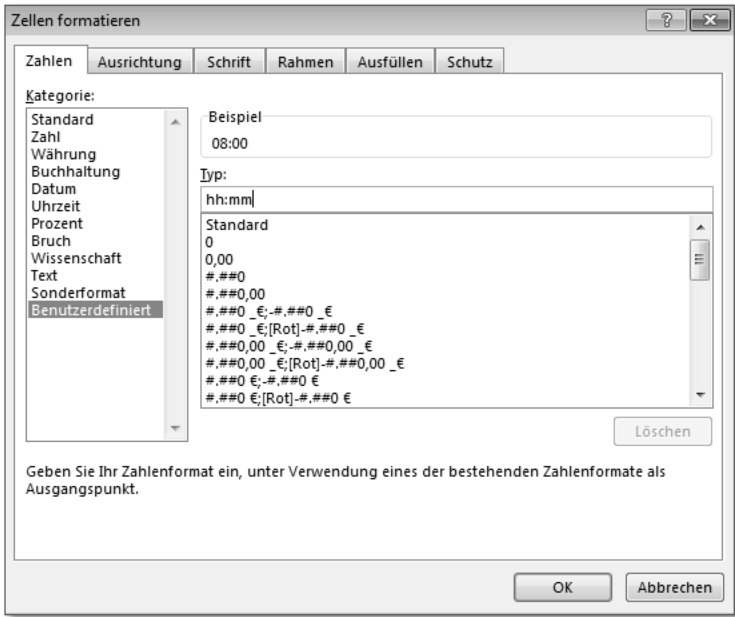 Zellen formatieren
Zahlen
Ausrichtung
Schrift
Rahmen
Ausfüllen
Schutz
Kategorie:
Standard
Zahl
Währung
Buchhaltung
Datum
Uhrzeit
Prozent
Bruch
Wissenschaft
Text
Sonderformat
Benutzerdefiniert
Beispiel
08:00
Typ:
hh:mm
Standard
0
0,00
#.##0
#.##0,00
#.##0 _€;-#.##0 _€
#.##0 _€;[Rot]-#.##0 _€
#.##0,00 _€;-#.##0,00 _€
#.##0,00 _€;[Rot]-#.##0,00 _€
#.##0 €;-#.##0 €
#.##0 €;[Rot]-#.##0 €
Löschen
Geben Sie Ihr Zahlenformat ein, unter Verwendung eines der bestehenden Zahlenformate als
Ausgangspunkt.
OK
Abbrechen